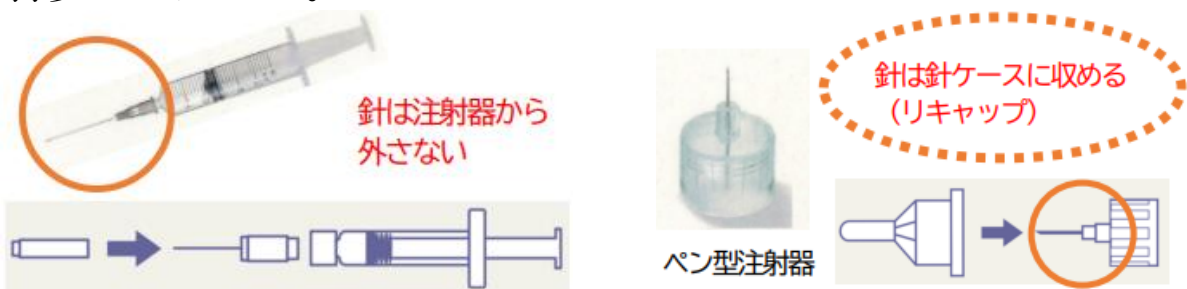 針は注射器から
外さない
針は針ケースに収める
（リキャップ）
ペン型注射器